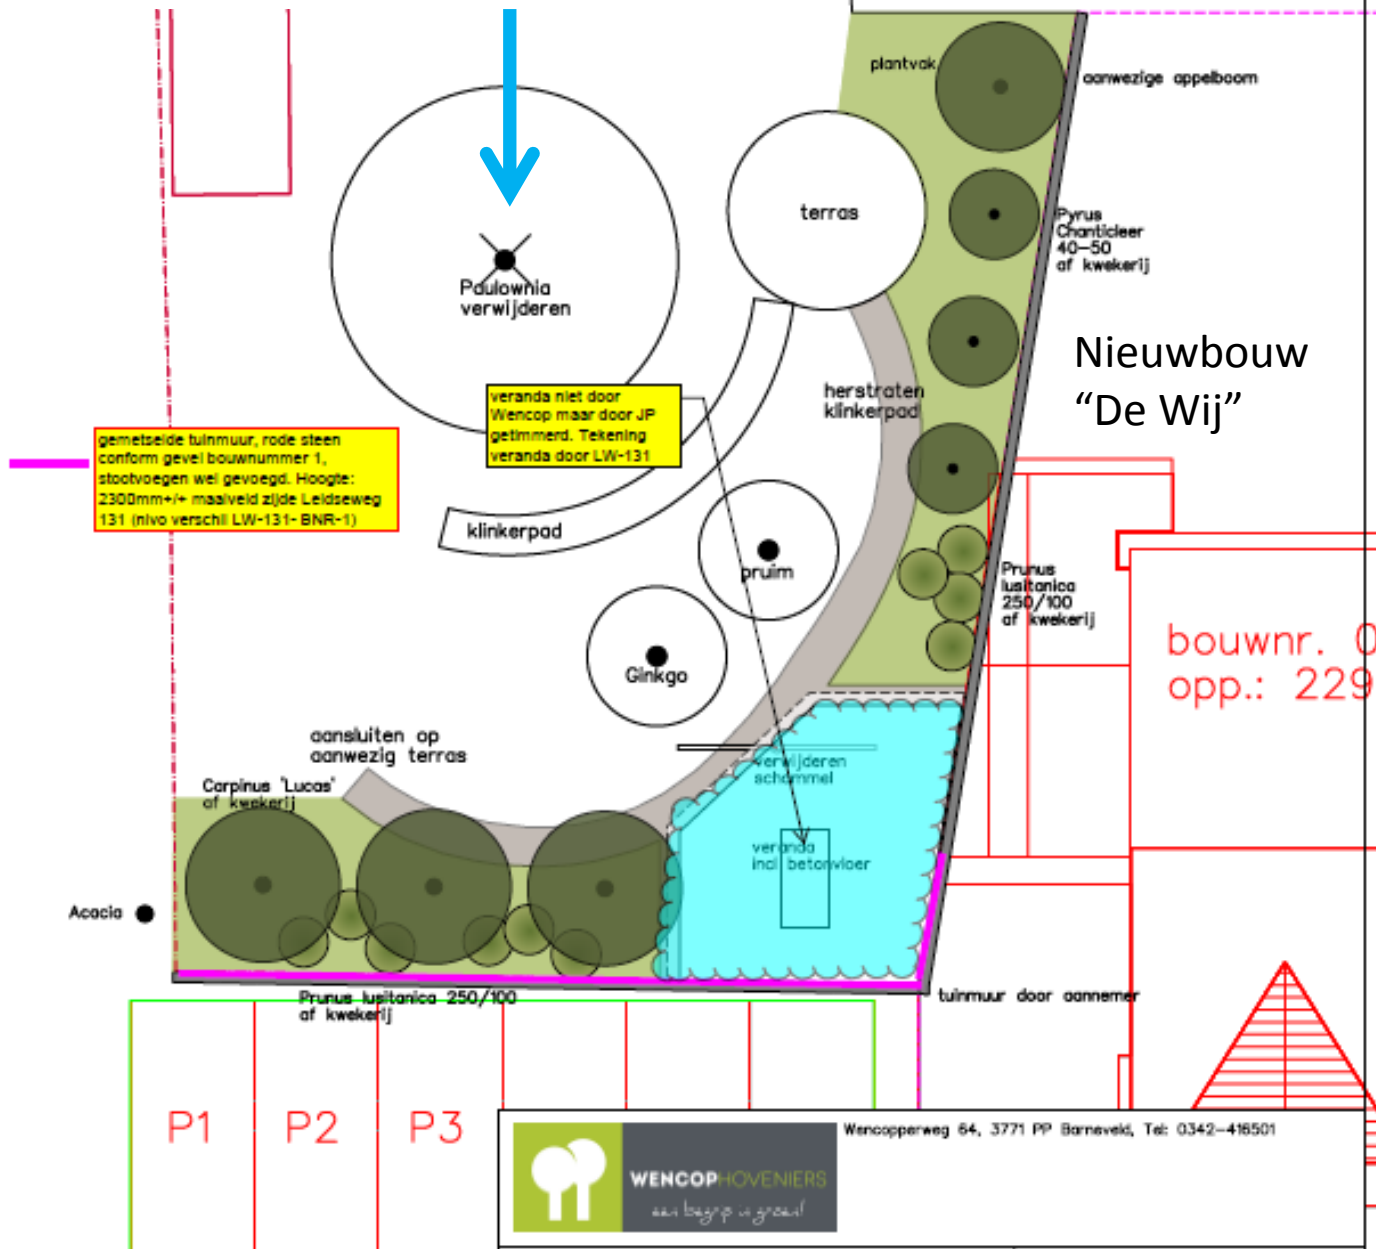 plantvak
aanwezige appelboom
terras
Pyrus
Chanticleer
40-50
af kwekerij
Paulownia
verwijderen
Nieuwbouw
“De Wij”
veranda niet door
Wencop maar door JP
getimmerd. Tekening
veranda door LW-131
herstraten
klinkerpad
gemetselde tuinmuur, rode steen
conform gevel bouwnummer 1,
stootvoegen wel gevoegd. Hoogte:
2300mm+/+ maaiveld zijde Leidseweg
131 (nivo verschil LW-131- BNR-1)
klinkerpad
pruim
Prunus
lusitanica
250/100
af kwekerij
bouwnr. 0
opp.: 229
Ginkgo
aansluiten op
aanwezig terras
verwijderen
schommel
Carpinus 'Lucas'
af kwekerij
veranda
incl betonvloer
Acacia
Prunus lusitanica 250/100
af kwekerij
tuinmuur door aannemer
P1 P2 P3
Wencopperweg 64, 3771 PP Barneveld, Tel: 0342-416501
WENCOPHOVENIERS
een begrip in groen!